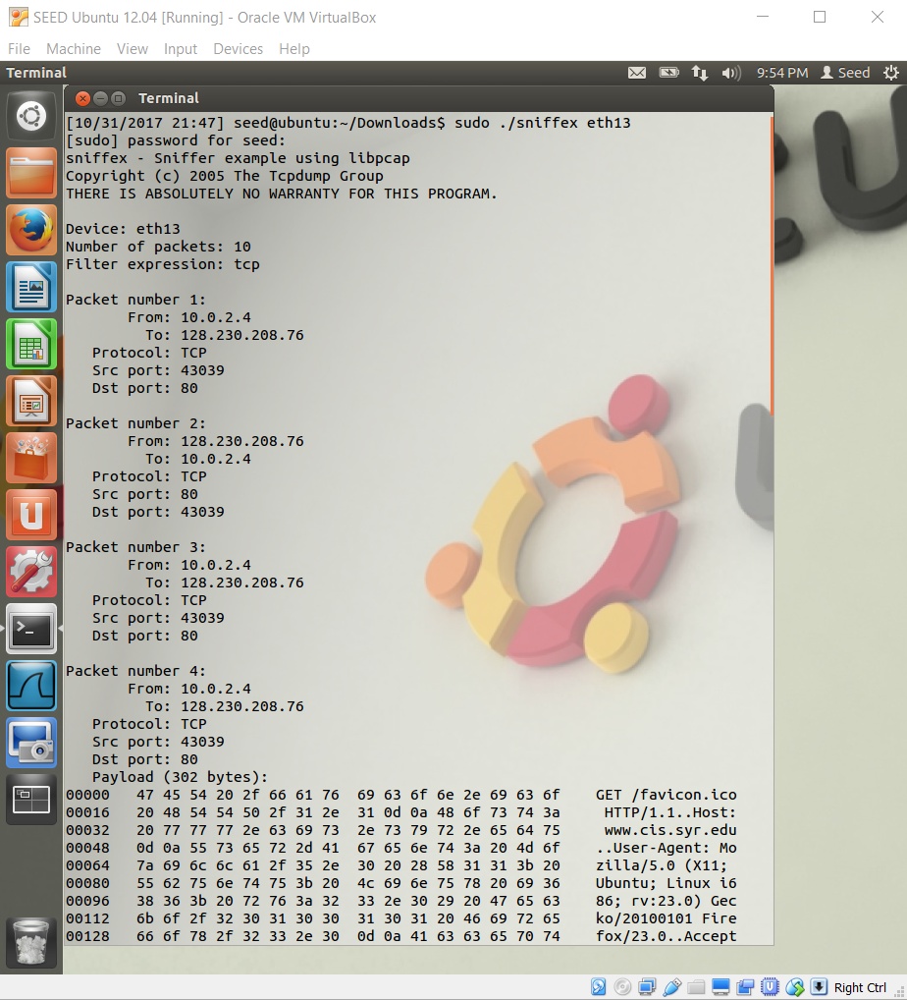 SEED Ubuntu 12.04 [Running] - Oracle VM VirtualBox
File Machine View Input Devices Help
Terminal 9:54 PM Seed
Terminal
[10/31/2017 21:47] seed@ubuntu:~/Downloads$ sudo ./sniffex eth13
[sudo] password for seed:
sniffex - Sniffer example using libpcap
Copyright (c) 2005 The Tcpdump Group
THERE IS ABSOLUTELY NO WARRANTY FOR THIS PROGRAM.
Device: eth13
Number of packets: 10
Filter expression: tcp
Packet number 1:
From: 10.0.2.4
To: 128.230.208.76
Protocol: TCP
Src port: 43039
Dst port: 80
Packet number 2:
From: 128.230.208.76
To: 10.0.2.4
Protocol: TCP
Src port: 80
Dst port: 43039
Packet number 3:
From: 10.0.2.4
To: 128.230.208.76
Protocol: TCP
Src port: 43039
Dst port: 80
Packet number 4:
From: 10.0.2.4
To: 128.230.208.76
Protocol: TCP
Src port: 43039
Dst port: 80
Payload (302 bytes):
00000 47 45 54 20 2f 66 61 76 69 63 6f 6e 2e 69 63 6f GET /favicon.ico
00016 20 48 54 54 50 2f 31 2e 31 0d 0a 48 6f 73 74 3a HTTP/1.1..Host:
00032 20 77 77 77 2e 63 69 73 2e 73 79 72 2e 65 64 75 www.cis.syr.edu
00048 0d 0a 55 73 65 72 2d 41 67 65 6e 74 3a 20 4d 6f ..User-Agent: Mo
00064 7a 69 6c 6c 61 2f 35 2e 30 20 28 58 31 31 3b 20 zilla/5.0 (X11;
00080 55 62 75 6e 74 75 3b 20 4c 69 6e 75 78 20 69 36 Ubuntu; Linux i6
00096 38 36 3b 20 72 76 3a 32 33 2e 30 29 20 47 65 63 86; rv:23.0) Gec
00112 6b 6f 2f 32 30 31 30 30 31 30 31 20 46 69 72 65 ko/20100101 Fire
00128 66 6f 78 2f 32 33 2e 30 0d 0a 41 63 63 65 70 74 fox/23.0..Accept
Right Ctrl